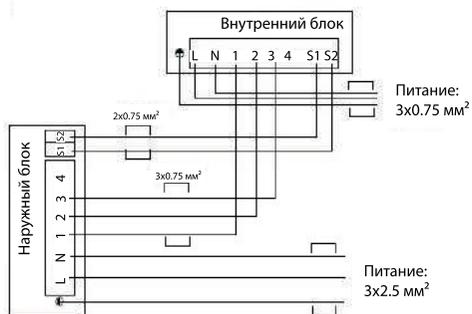 Внутренний блок
L N 1 2 3 4 S1 S2
Питание:
3x0.75 мм²
2x0.75 мм²
3x0.75 мм²
Наружный блок
S2
S1
4
3
2
1
N
L
Питание:
3x2.5 мм²